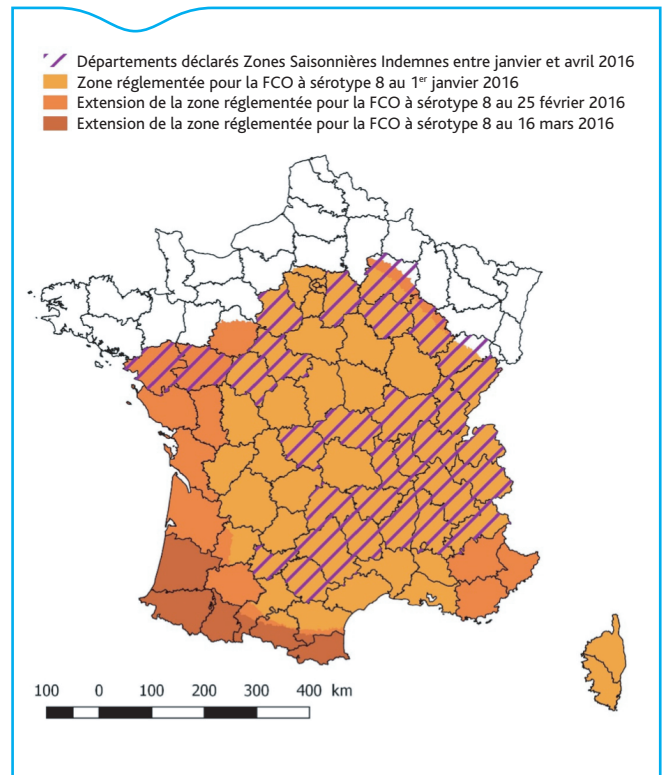 Départements déclarés Zones Saisonnières Indemnes entre janvier et avril 2016
Zone réglementée pour la FCO à sérotype 8 au 1er janvier 2016
Extension de la zone réglementée pour la FCO à sérotype 8 au 25 février 2016
Extension de la zone réglementée pour la FCO à sérotype 8 au 16 mars 2016
100 0 100 200 300 400 km